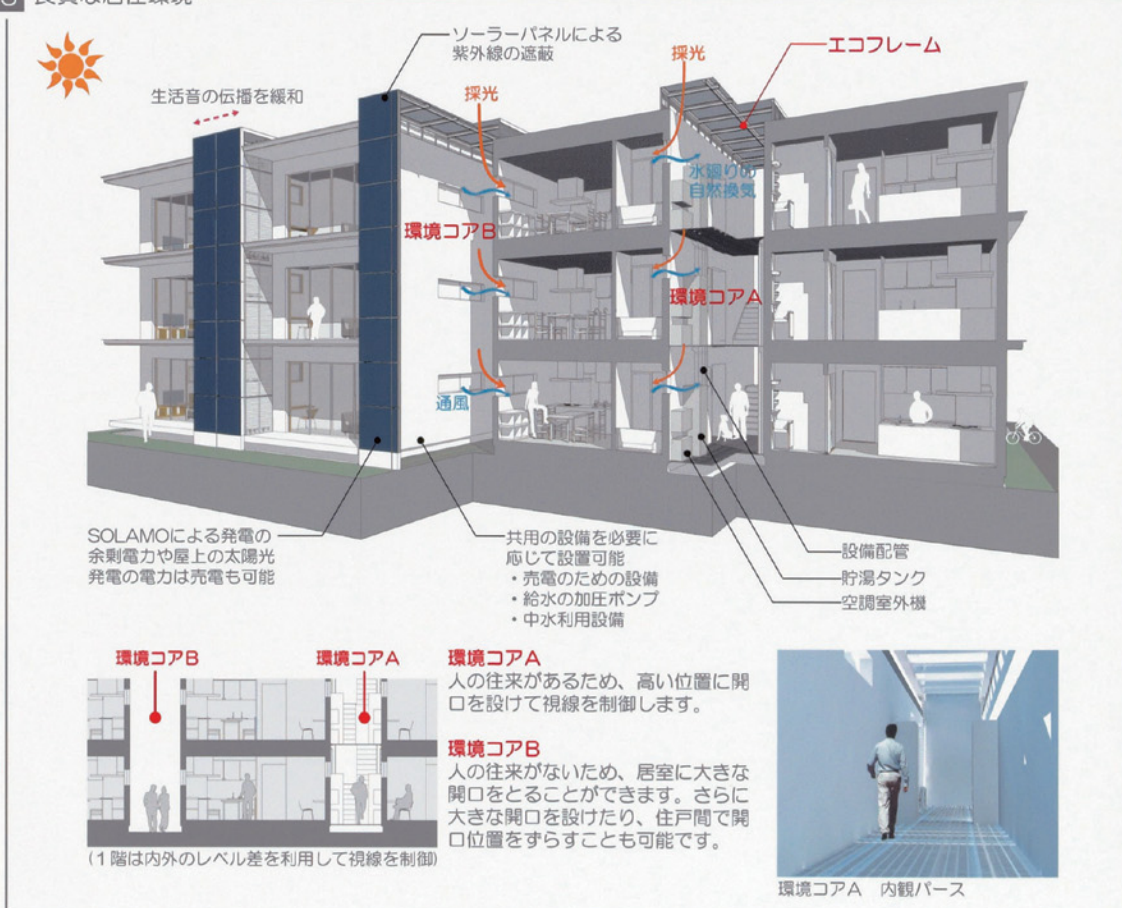 良質な居住環境
ソーラーパネルによる
紫外線の遮蔽
採光
エコフレーム
生活音の伝播を緩和
採光
水廻りの
自然換気
環境コアB
環境コアA
通風
SOLAMOによる発電の
余剰電力や屋上の太陽光
発電の電力は売電も可能
共用の設備を必要に
応じて設置可能
・売電のための設備
・給水の加圧ポンプ
・中水利用設備
設備配管
貯湯タンク
空調室外機
環境コアB
環境コアA
(1階は内外のレベル差を利用して視線を制御)
環境コアA
人の往来があるため、高い位置に開
口を設けて視線を制御します。
環境コアB
人の往来がないため、居室に大きな
開口をとることができます。さらに
大きな開口を設けたり、住戸間で開
口位置をずらすことも可能です。
環境コアA 内観パース